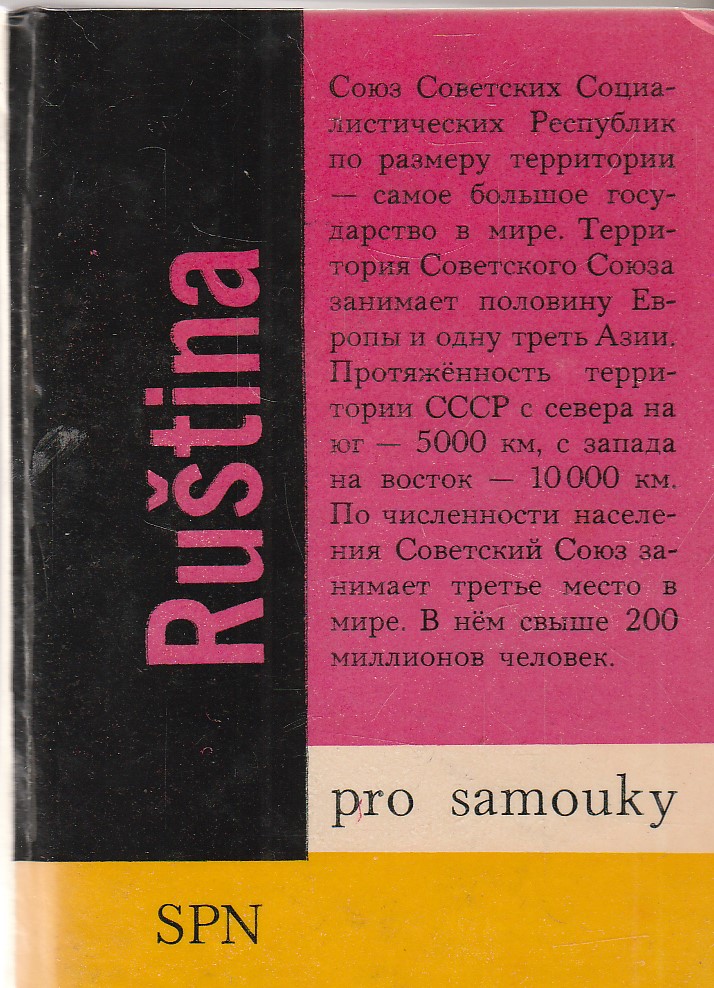 Ruština
Союз Советских Социа-
листических Республик
по размеру территории
— самое большое госу-
дарство в мире. Терри-
тория Советского Союза
занимает половину Ев-
ропы и одну треть Азии.
Протяжённость терри-
тории СССР с севера на
юг — 5000 км, с запада
на восток — 10 000 км.
По численности населе-
ния Советский Союз за-
нимает третье место в
мире. В нём свыше 200
миллионов человек.
pro samouky
SPN